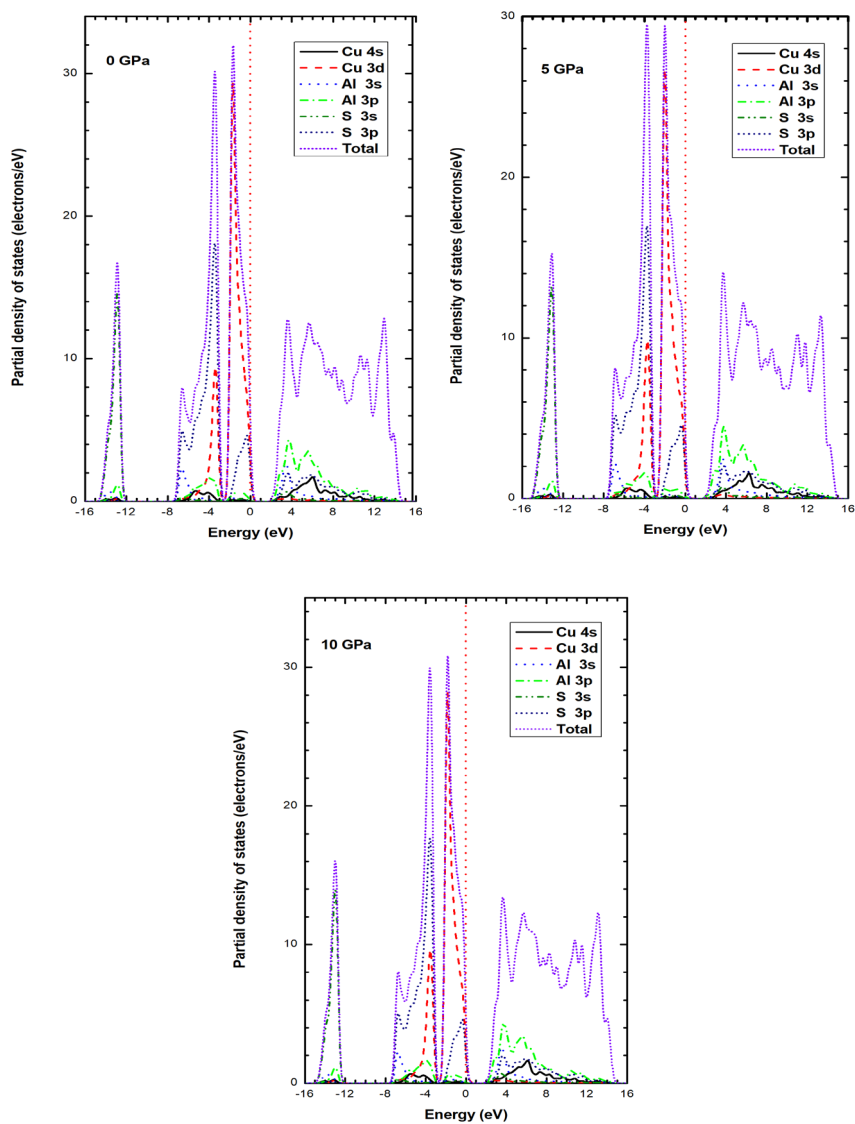 0 GPa
Cu 4s
Cu 3d
Al 3s
Al 3p
S 3s
S 3p
Total
Partial density of states (electrons/eV)
30
20
10
0
-16 -12 -8 -4 0 4 8 12 16
Energy (eV)
5 GPa
Cu 4s
Cu 3d
Al 3s
Al 3p
S 3s
S 3p
Total
Partial density of states (electrons/eV)
30
20
10
0
-16 -12 -8 -4 0 4 8 12 16
Energy (eV)
10 GPa
Cu 4s
Cu 3d
Al 3s
Al 3p
S 3s
S 3p
Total
Partial density of states (electrons/eV)
30
20
10
0
-16 -12 -8 -4 0 4 8 12 16
Energy (eV)